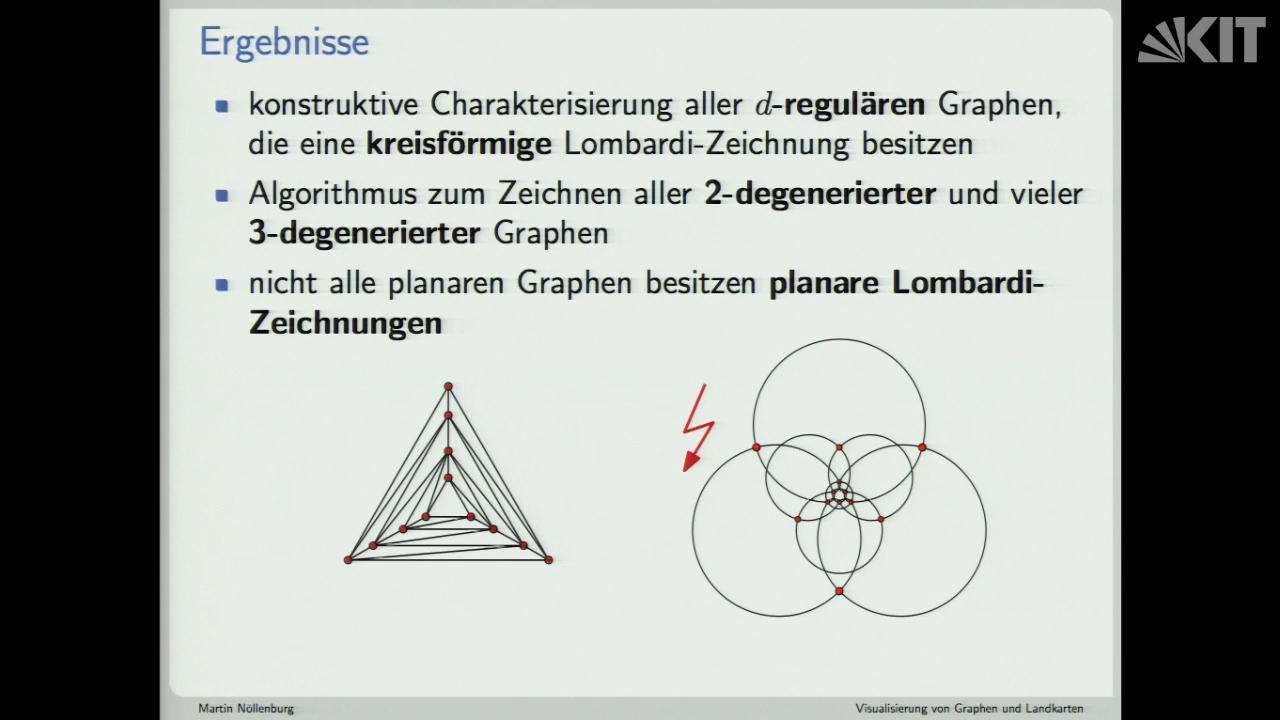 Ergebnisse
konstruktive Charakterisierung aller d-regulären Graphen,
die eine kreisförmige Lombardi-Zeichnung besitzen
Algorithmus zum Zeichnen aller 2-degenerierter und vieler
3-degenerierter Graphen
nicht alle planaren Graphen besitzen planare Lombardi-
Zeichnungen
Martin Nöllenburg
Visualisierung von Graphen und Landkarten
KIT